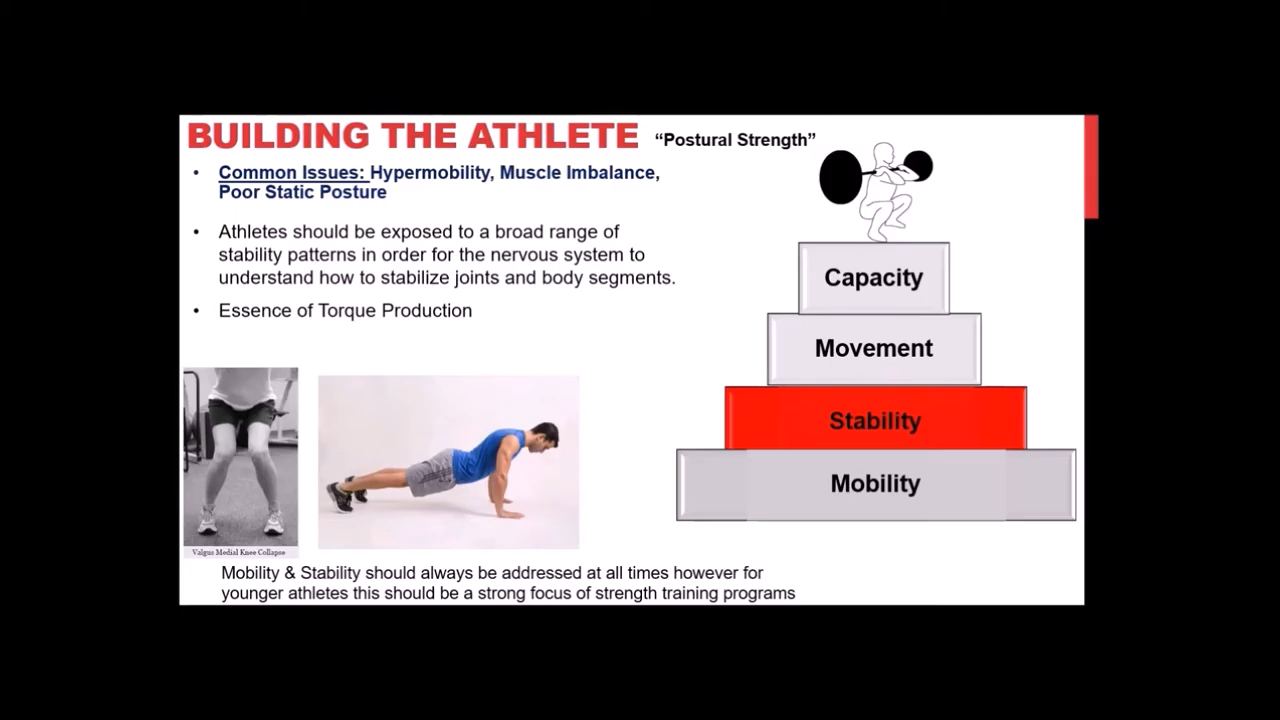 BUILDING THE ATHLETE “Postural Strength”
• Common Issues: Hypermobility, Muscle Imbalance,
Poor Static Posture
• Athletes should be exposed to a broad range of
stability patterns in order for the nervous system to
understand how to stabilize joints and body segments.
• Essence of Torque Production
Capacity
Movement
Stability
Mobility
Valgus Medial Knee Collapse
Mobility & Stability should always be addressed at all times however for
younger athletes this should be a strong focus of strength training programs